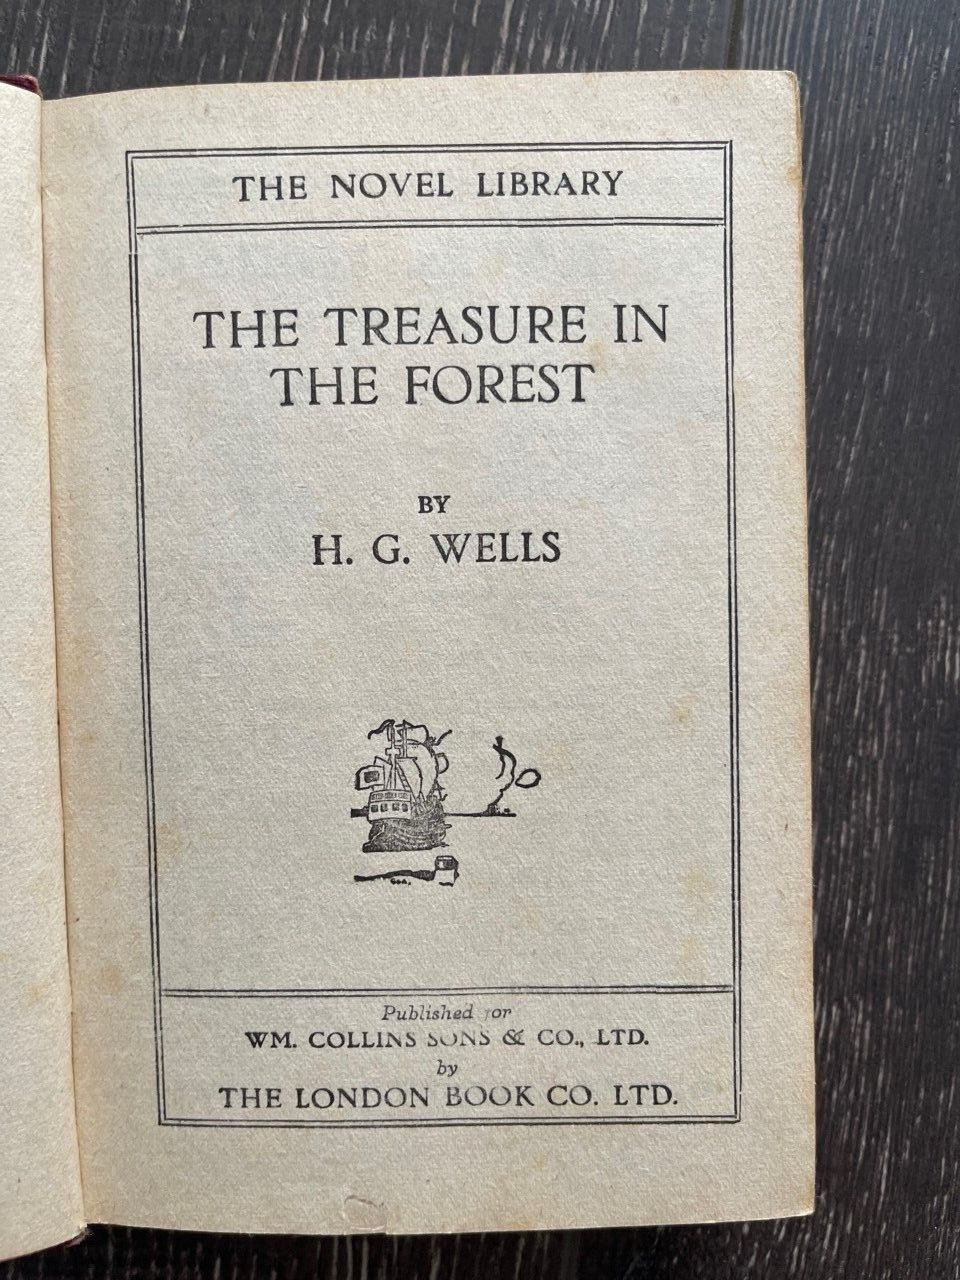 THE NOVEL LIBRARY
THE TREASURE IN
THE FOREST
BY
H. G. WELLS
Published for
WM. COLLINS SONS & CO., LTD.
by
THE LONDON BOOK CO. LTD.